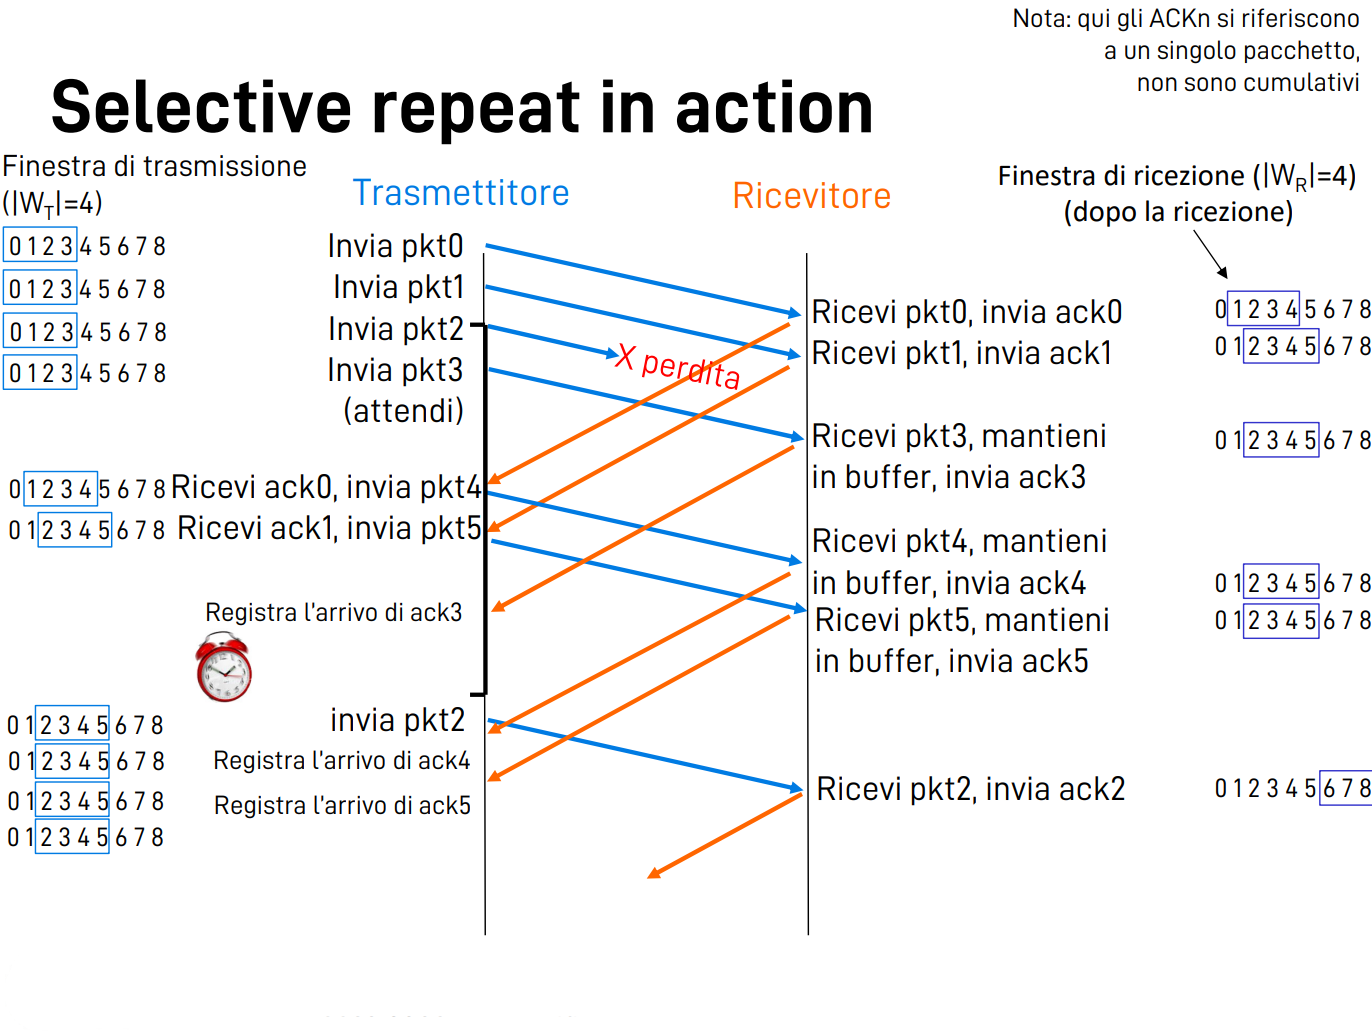 Nota: qui gli ACKn si riferiscono
a un singolo pacchetto,
non sono cumulativi
Selective repeat in action
Finestra di trasmissione
(|WT|=4)
Trasmettitore
Ricevitore
Finestra di ricezione (|WR|=4)
(dopo la ricezione)
0 1 2 3 4 5 6 7 8
Invia pkt0
0 1 2 3 4 5 6 7 8
Invia pkt1
Ricevi pkt0, invia ack0
0 1 2 3 4 5 6 7 8
0 1 2 3 4 5 6 7 8
Invia pkt2
X perdita
Ricevi pkt1, invia ack1
0 1 2 3 4 5 6 7 8
0 1 2 3 4 5 6 7 8
Invia pkt3
(attendi)
Ricevi pkt3, mantieni
in buffer, invia ack3
0 1 2 3 4 5 6 7 8
0 1 2 3 4 5 6 7 8
Ricevi ack0, invia pkt4
0 1 2 3 4 5 6 7 8
Ricevi ack1, invia pkt5
Ricevi pkt4, mantieni
in buffer, invia ack4
0 1 2 3 4 5 6 7 8
Registra l'arrivo di ack3
Ricevi pkt5, mantieni
in buffer, invia ack5
0 1 2 3 4 5 6 7 8
0 1 2 3 4 5 6 7 8
invia pkt2
0 1 2 3 4 5 6 7 8
Registra l'arrivo di ack4
0 1 2 3 4 5 6 7 8
Registra l'arrivo di ack5
0 1 2 3 4 5 6 7 8
Ricevi pkt2, invia ack2
0 1 2 3 4 5 6 7 8